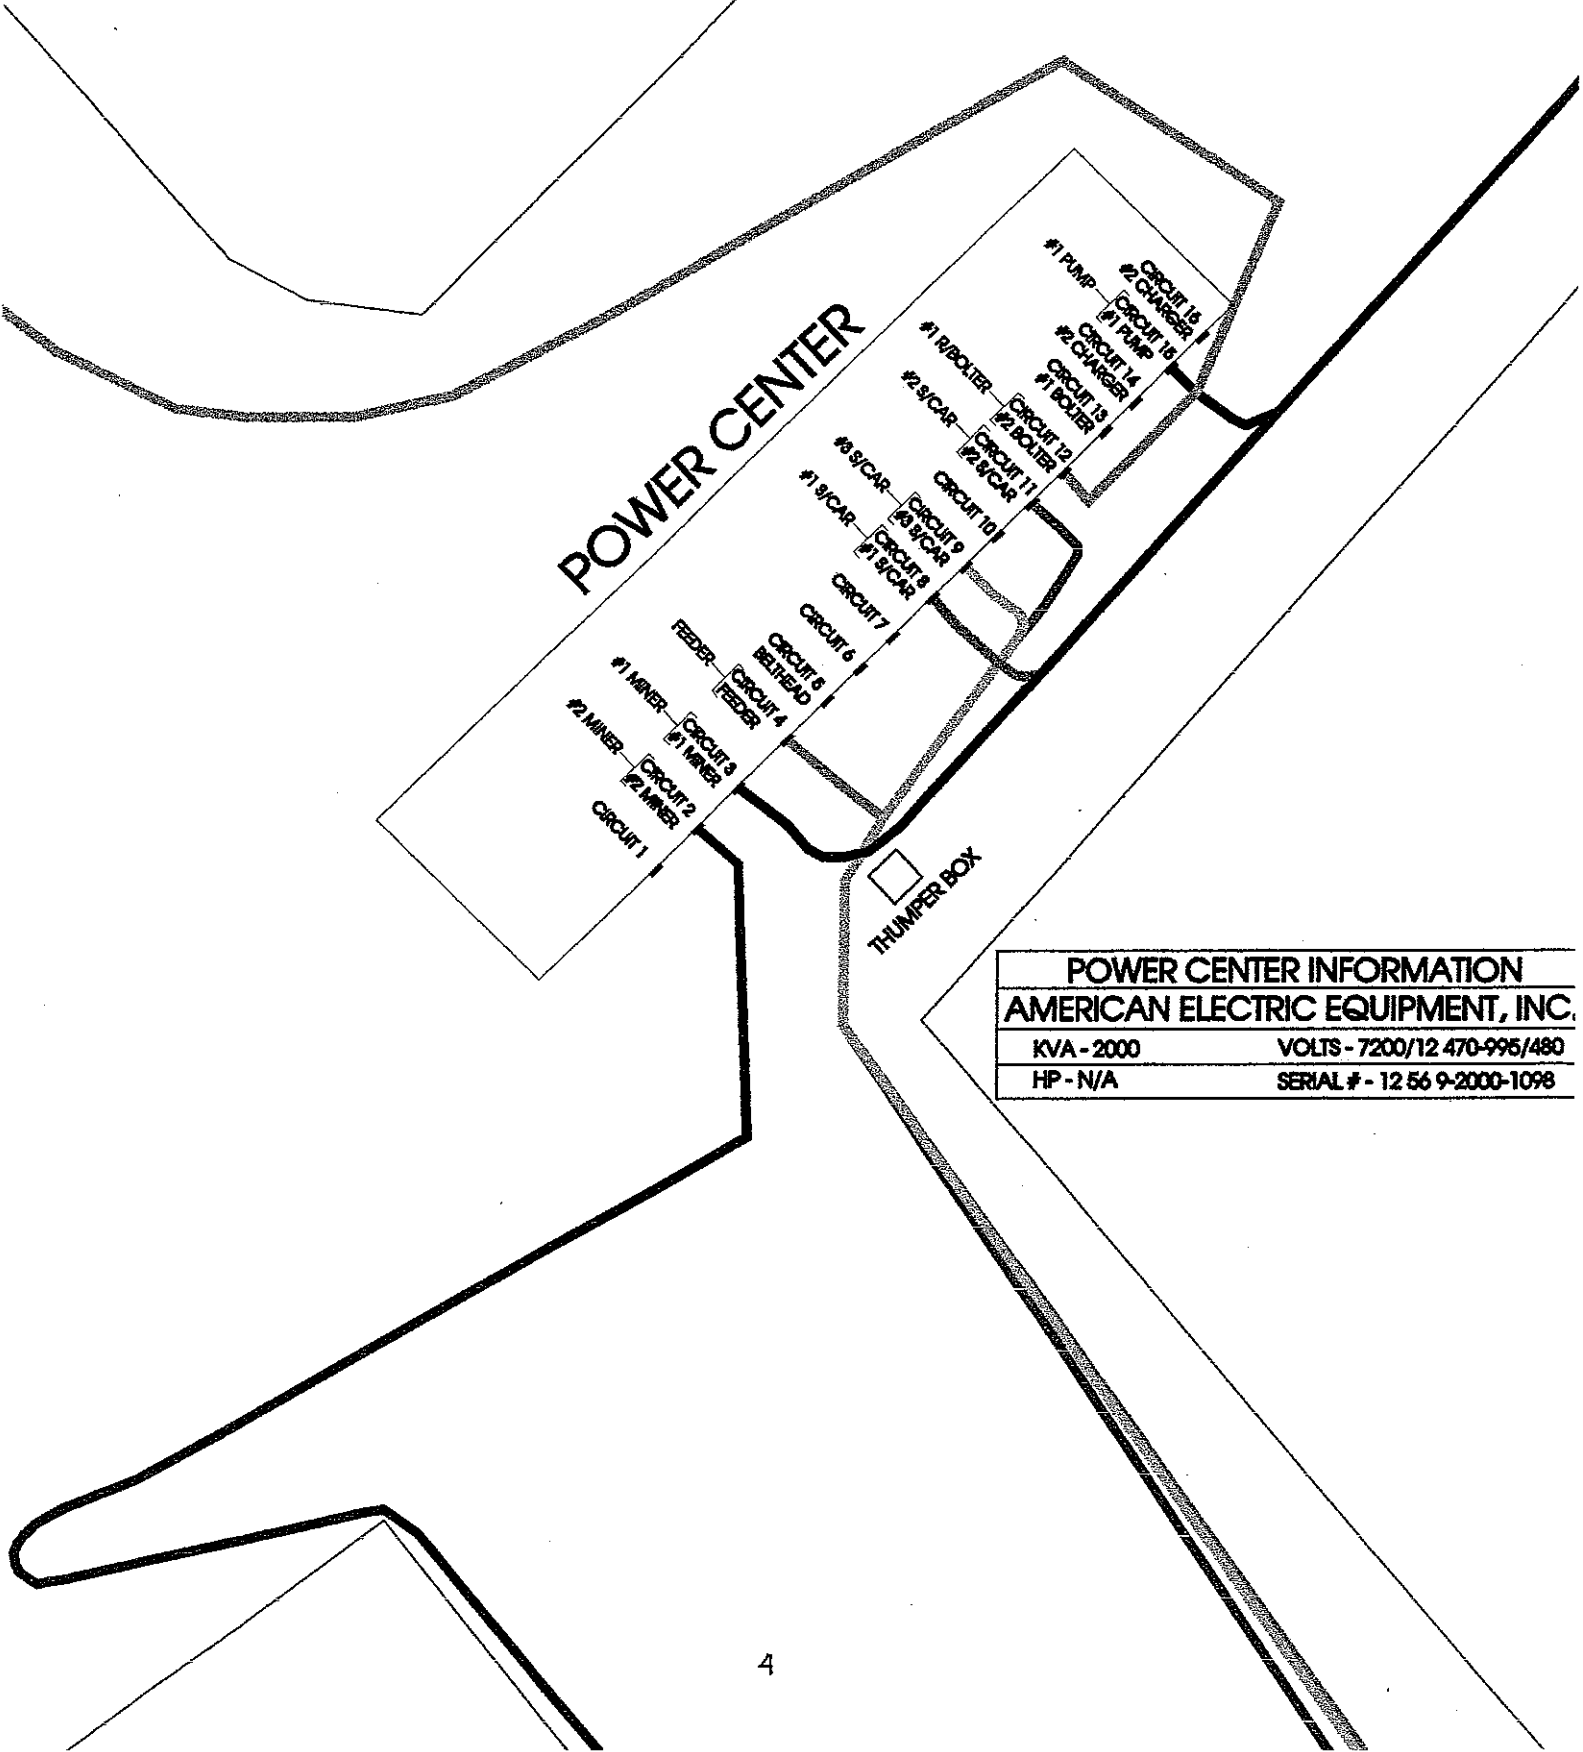 POWER CENTER
#1 PUMP
CIRCUIT 16
#2 CHARGER
CIRCUIT 15
#1 PUMP
CIRCUIT 14
#2 CHARGER
CIRCUIT 13
#1 BOLTER
#1 R/BOLTER
CIRCUIT 12
#2 BOLTER
#2 S/CAR
CIRCUIT 11
#2 S/CAR
CIRCUIT 10
#3 S/CAR
CIRCUIT 9
#3 S/CAR
#1 S/CAR
CIRCUIT 8
#1 S/CAR
CIRCUIT 7
CIRCUIT 6
CIRCUIT 5
BELTHEAD
FEEDER
CIRCUIT 4
FEEDER
#1 MINER
CIRCUIT 3
#1 MINER
#2 MINER
CIRCUIT 2
#2 MINER
CIRCUIT 1
THUMPER BOX
POWER CENTER INFORMATION
AMERICAN ELECTRIC EQUIPMENT, INC.
KVA - 2000 VOLTS - 7200/12 470-995/480
HP - N/A SERIAL # - 12 56 9-2000-1098
4